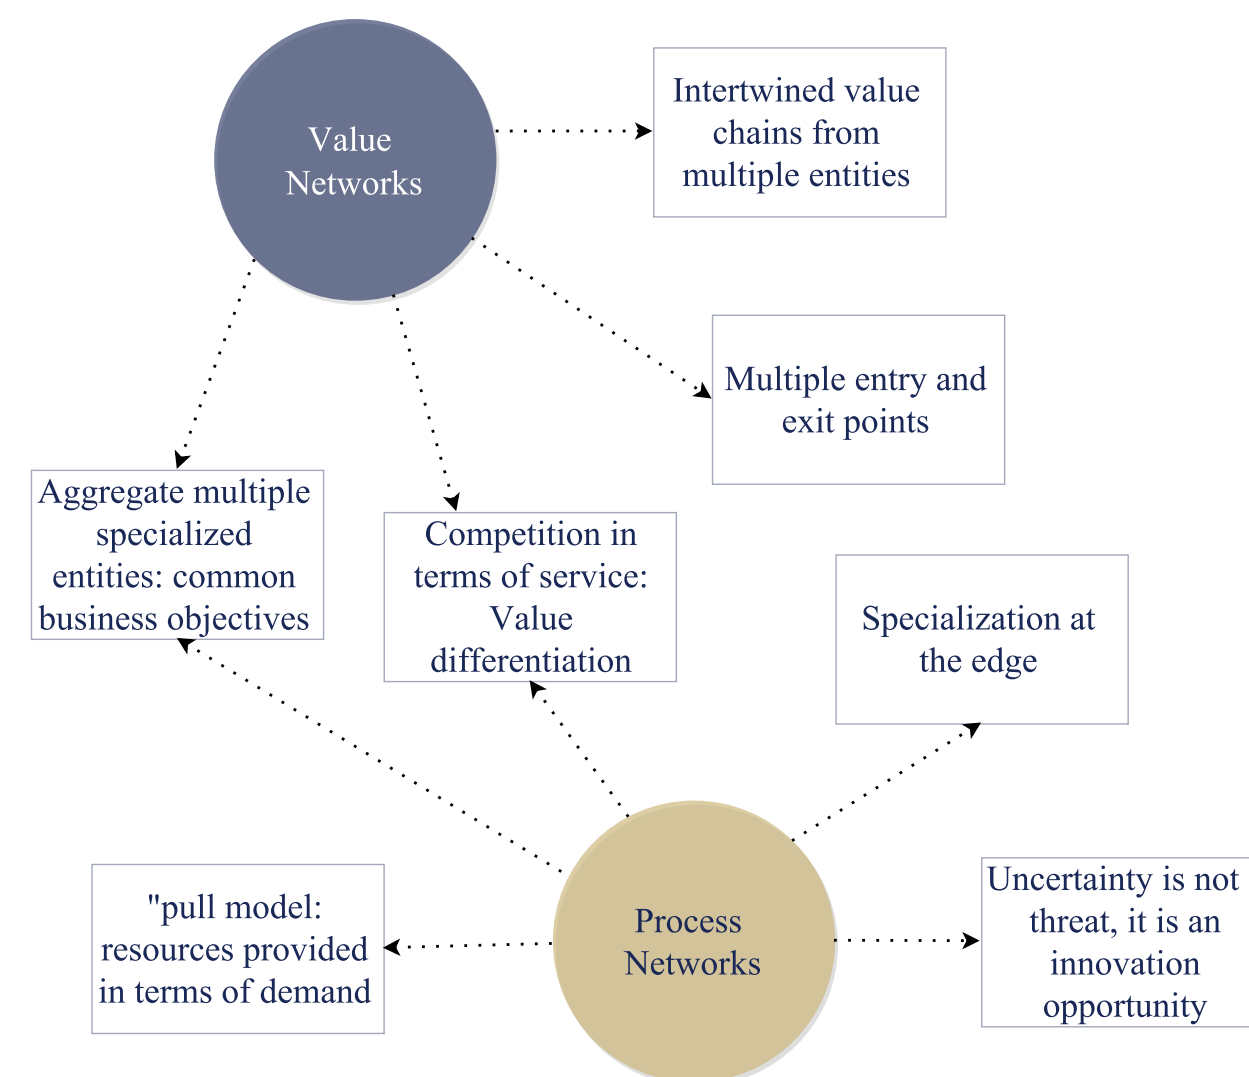 Value
Networks
Intertwined value
chains from
multiple entities
Multiple entry and
exit points
Aggregate multiple
specialized
entities: common
business objectives
Competition in
terms of service:
Value
differentiation
Specialization at
the edge
"pull model:
resources provided
in terms of demand
Process
Networks
Uncertainty is not
threat, it is an
innovation
opportunity